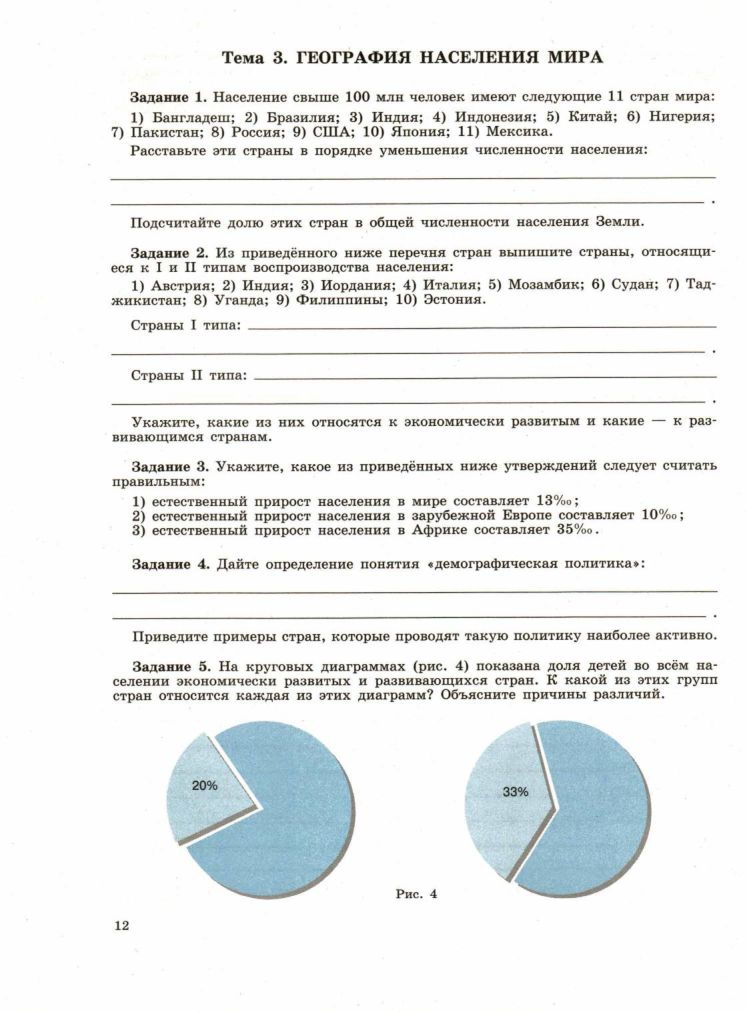 Тема 3. ГЕОГРАФИЯ НАСЕЛЕНИЯ МИРА
Задание 1. Население свыше 100 млн человек имеют следующие 11 стран мира:
1) Бангладеш; 2) Бразилия; 3) Индия; 4) Индонезия; 5) Китай; 6) Нигерия;
7) Пакистан; 8) Россия; 9) США; 10) Япония; 11) Мексика.
Расставьте эти страны в порядке уменьшения численности населения:
.
Подсчитайте долю этих стран в общей численности населения Земли.
Задание 2. Из приведённого ниже перечня стран выпишите страны, относящи-
еся к I и II типам воспроизводства населения:
1) Австрия; 2) Индия; 3) Иордания; 4) Италия; 5) Мозамбик; 6) Судан; 7) Тад-
жикистан; 8) Уганда; 9) Филиппины; 10) Эстония.
Страны I типа:
.
Страны II типа:
.
Укажите, какие из них относятся к экономически развитым и какие — к раз-
вивающимся странам.
Задание 3. Укажите, какое из приведённых ниже утверждений следует считать
правильным:
1) естественный прирост населения в мире составляет 13‰;
2) естественный прирост населения в зарубежной Европе составляет 10‰;
3) естественный прирост населения в Африке составляет 35‰.
Задание 4. Дайте определение понятия «демографическая политика»:
.
Приведите примеры стран, которые проводят такую политику наиболее активно.
Задание 5. На круговых диаграммах (рис. 4) показана доля детей во всём на-
селении экономически развитых и развивающихся стран. К какой из этих групп
стран относится каждая из этих диаграмм? Объясните причины различий.
20%
33%
Рис. 4
12